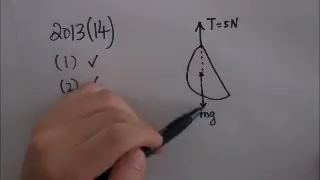 2013(14)
(1) ✓
(2) ✓
T=5N
mg